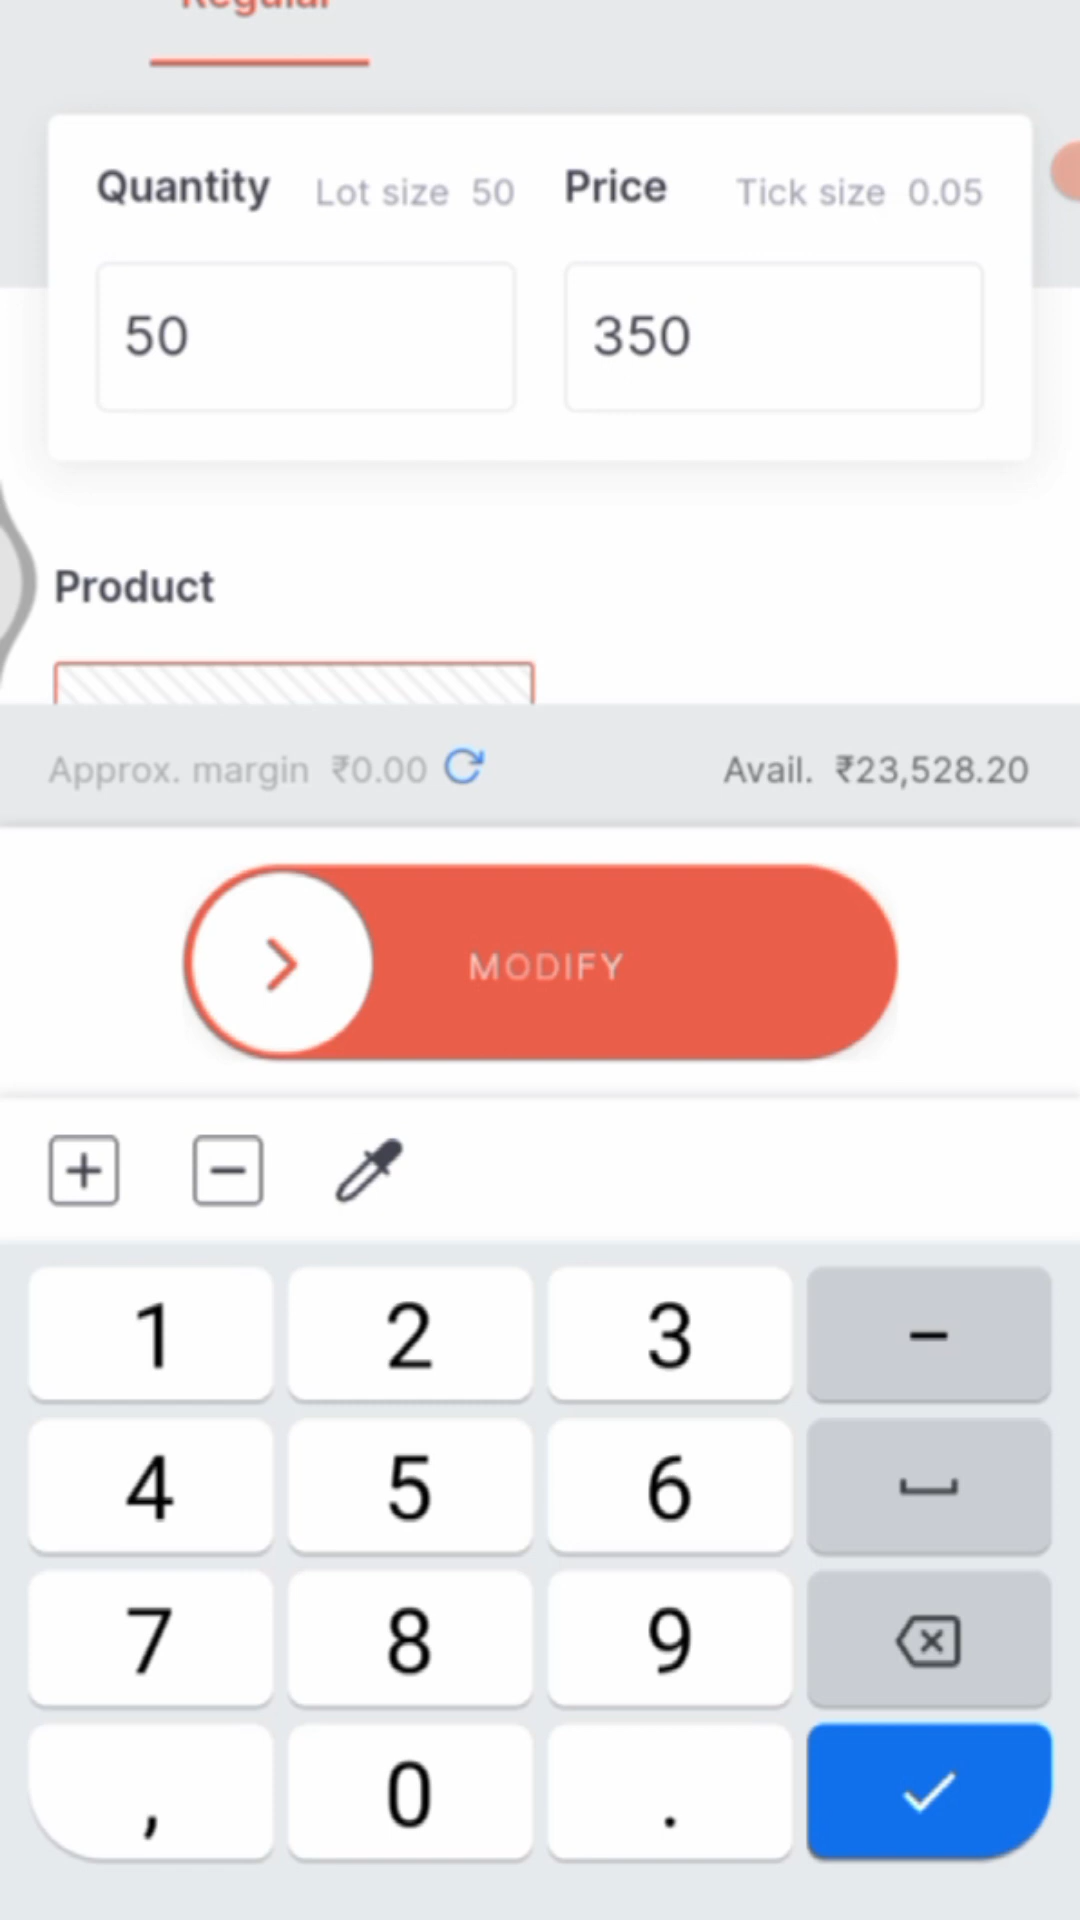 Regular
Quantity Lot size 50 Price Tick size 0.05
50 350
Product
Approx. margin ₹0.00 Avail. ₹23,528.20
MODIFY
+ −
1 2 3 −
4 5 6
7 8 9
, 0 .